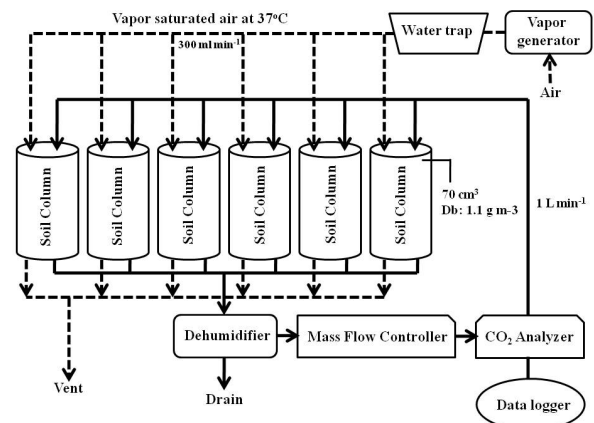 Vapor saturated air at 37°C
300 ml min-1
Water trap
Vapor
generator
Air
Soil Column
Soil Column
Soil Column
Soil Column
Soil Column
Soil Column
70 cm3
Db: 1.1 g m-3
1 L min-1
Dehumidifier
Mass Flow Controller
CO2 Analyzer
Vent
Drain
Data logger